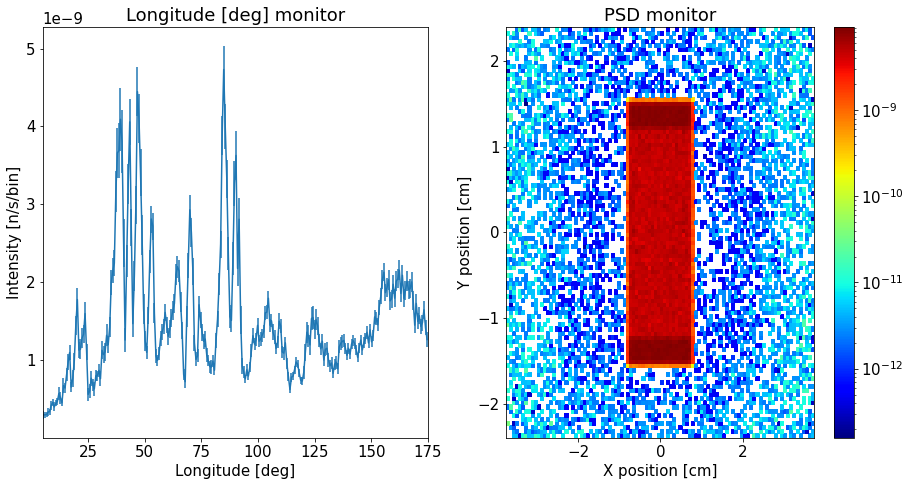 Longitude [deg] monitor
1e−9
5
4
3
2
1
Intensity [n/s/bin]
25 50 75 100 125 150 175
Longitude [deg]
PSD monitor
2
1
0
−1
−2
Y position [cm]
−2 0 2
X position [cm]
10⁻⁹
10⁻¹⁰
10⁻¹¹
10⁻¹²